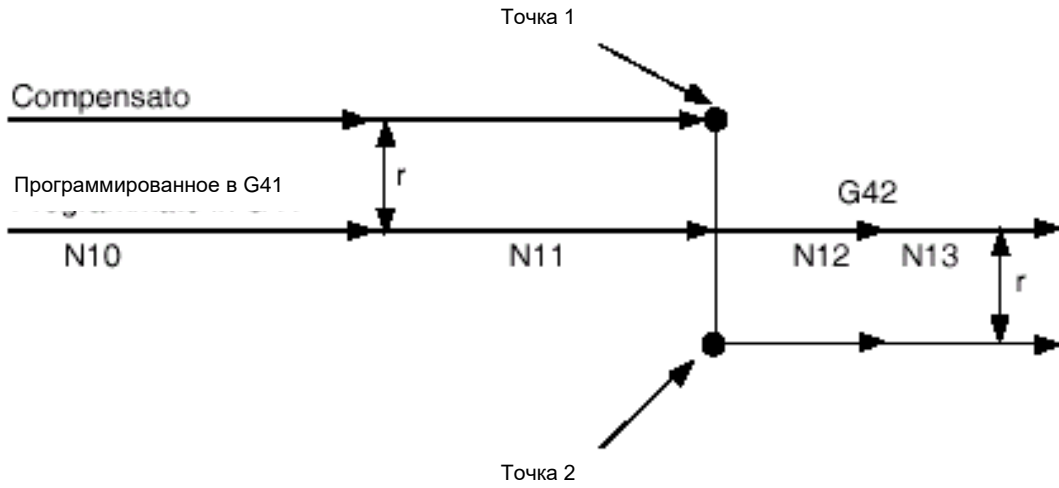 Точка 1
Compensato
Программированное в G41
r
G42
N10
N11
N12
N13
r
Точка 2